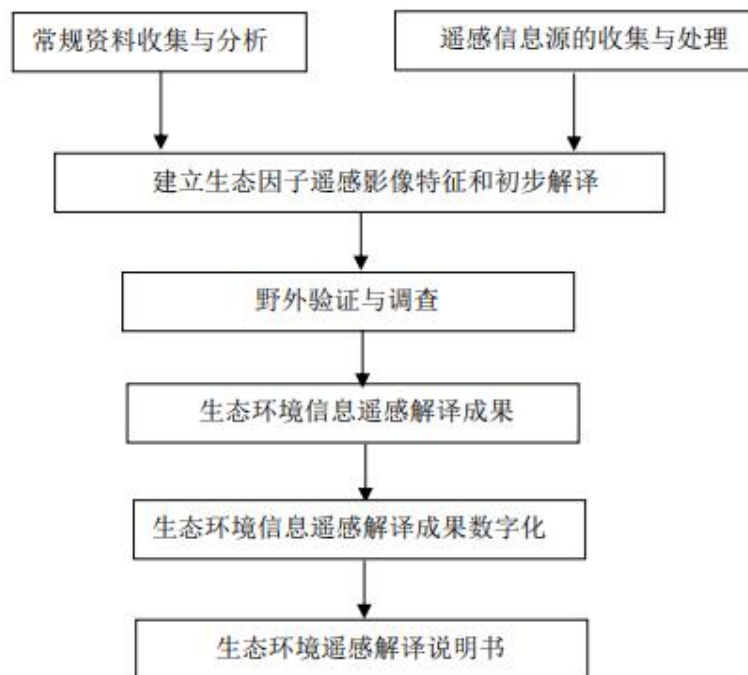 常规资料收集与分析
遥感信息源的收集与处理
建立生态因子遥感影像特征和初步解译
野外验证与调查
生态环境信息遥感解译成果
生态环境信息遥感解译成果数字化
生态环境遥感解译说明书